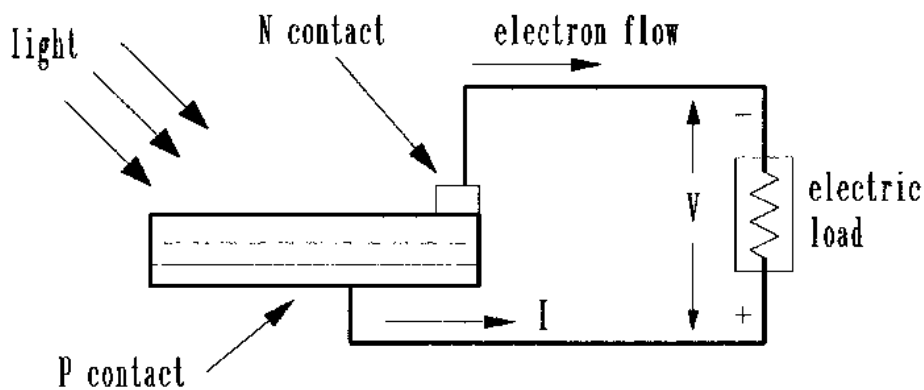 N contact
electron flow
light
−
V
electric
load
+
I
P contact